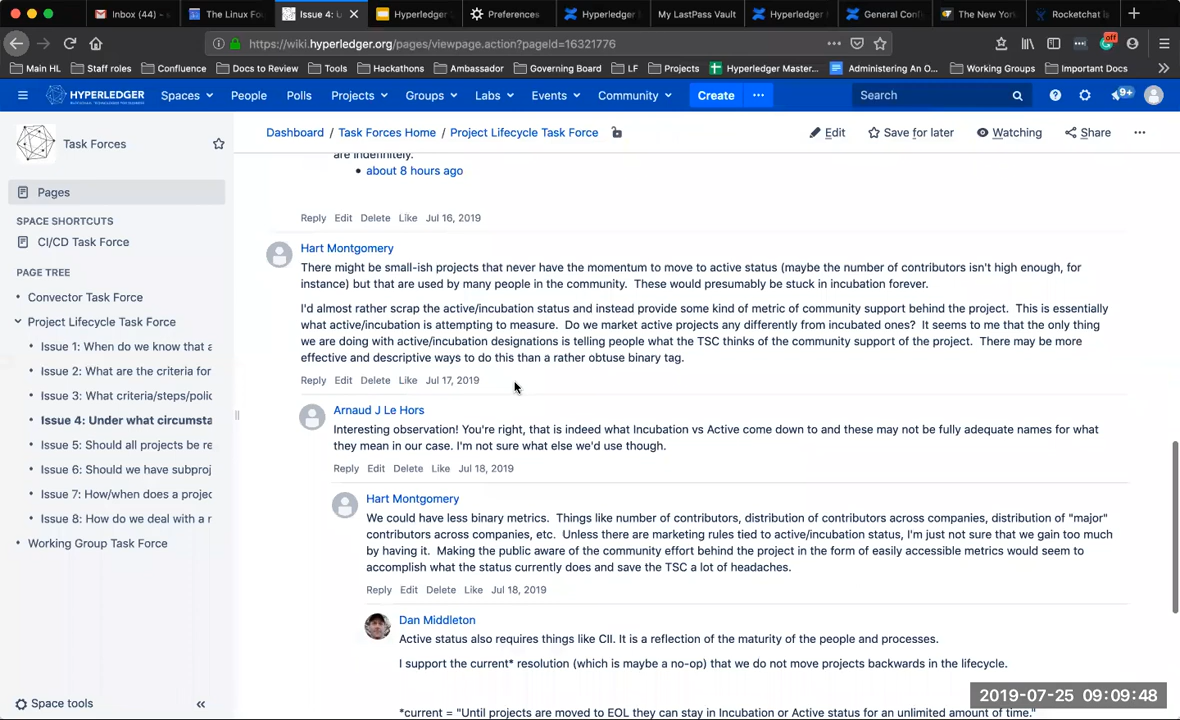 Inbox (44) -
The Linux Fou
Issue 4: U
Hyperledger
Preferences
Hyperledger
My LastPass Vault
Hyperledger
General Conf
The New York
Rocketchat is
https://wiki.hyperledger.org/pages/viewpage.action?pageId=16321776
off
Main HL
Staff roles
Confluence
Docs to Review
Tools
Hackathons
Ambassador
Governing Board
LF
Projects
Hyperledger Master...
Administering An O...
Working Groups
Important Docs
HYPERLEDGER
Spaces
People
Polls
Projects
Groups
Labs
Events
Community
Create
Search
9+
Task Forces
Pages
SPACE SHORTCUTS
CI/CD Task Force
PAGE TREE
Convector Task Force
Project Lifecycle Task Force
Issue 1: When do we know that a
Issue 2: What are the criteria for
Issue 3: What criteria/steps/polic
Issue 4: Under what circumsta
Issue 5: Should all projects be re
Issue 6: Should we have subproj
Issue 7: How/when does a projec
Issue 8: How do we deal with a r
Working Group Task Force
Space tools
Dashboard / Task Forces Home / Project Lifecycle Task Force
Edit
Save for later
Watching
Share
are indefinitely.
• about 8 hours ago
Reply Edit Delete Like Jul 16, 2019
Hart Montgomery
There might be small-ish projects that never have the momentum to move to active status (maybe the number of contributors isn't high enough, for
instance) but that are used by many people in the community. These would presumably be stuck in incubation forever.
I'd almost rather scrap the active/incubation status and instead provide some kind of metric of community support behind the project. This is essentially
what active/incubation is attempting to measure. Do we market active projects any differently from incubated ones? It seems to me that the only thing
we are doing with active/incubation designations is telling people what the TSC thinks of the community support of the project. There may be more
effective and descriptive ways to do this than a rather obtuse binary tag.
Reply Edit Delete Like Jul 17, 2019
Arnaud J Le Hors
Interesting observation! You're right, that is indeed what Incubation vs Active come down to and these may not be fully adequate names for what
they mean in our case. I'm not sure what else we'd use though.
Reply Edit Delete Like Jul 18, 2019
Hart Montgomery
We could have less binary metrics. Things like number of contributors, distribution of contributors across companies, distribution of "major"
contributors across companies, etc. Unless there are marketing rules tied to active/incubation status, I'm just not sure that we gain too much
by having it. Making the public aware of the community effort behind the project in the form of easily accessible metrics would seem to
accomplish what the status currently does and save the TSC a lot of headaches.
Reply Edit Delete Like Jul 18, 2019
Dan Middleton
Active status also requires things like CII. It is a reflection of the maturity of the people and processes.
I support the current* resolution (which is maybe a no-op) that we do not move projects backwards in the lifecycle.
*current = "Until projects are moved to EOL they can stay in Incubation or Active status for an unlimited amount of time."
2019-07-25 09:09:48